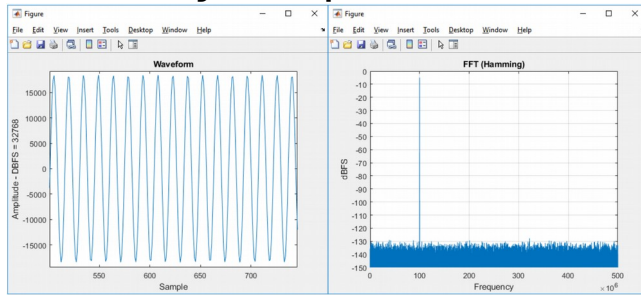 Figure
File Edit View Insert Tools Desktop Window Help
Waveform
15000
10000
5000
0
-5000
-10000
-15000
Amplitude - DBFS = 32768
550 600 650 700
Sample
Figure
File Edit View Insert Tools Desktop Window Help
FFT (Hamming)
0
-10
-20
-30
-40
-50
-60
-70
-80
-90
-100
-110
-120
-130
-140
-150
dBFS
0 100 200 300 400 500
Frequency
× 10⁶